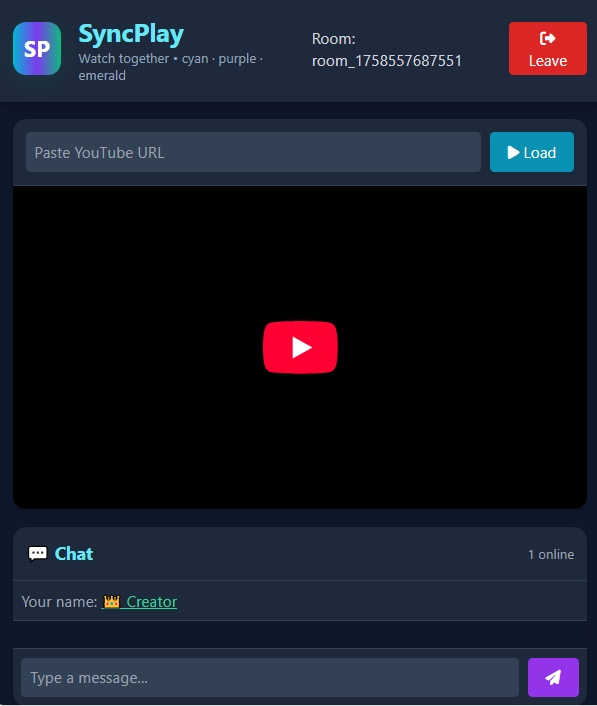 SP
SyncPlay
Watch together • cyan · purple ·
emerald
Room:
room_1758557687551
Leave
Paste YouTube URL
Load
Chat
1 online
Your name: Creator
Type a message...